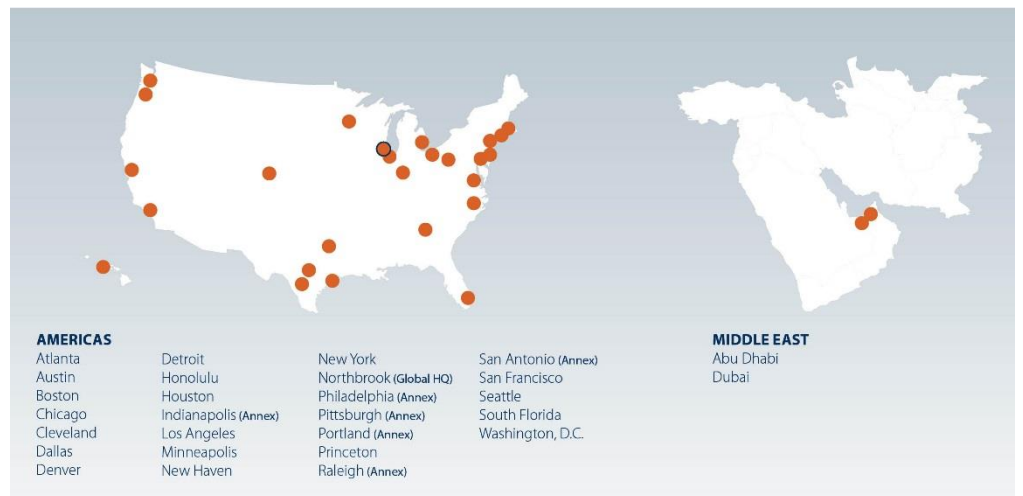 AMERICAS
Atlanta
Austin
Boston
Chicago
Cleveland
Dallas
Denver
Detroit
Honolulu
Houston
Indianapolis (Annex)
Los Angeles
Minneapolis
New Haven
New York
Northbrook (Global HQ)
Philadelphia (Annex)
Pittsburgh (Annex)
Portland (Annex)
Princeton
Raleigh (Annex)
San Antonio (Annex)
San Francisco
Seattle
South Florida
Washington, D.C.
MIDDLE EAST
Abu Dhabi
Dubai